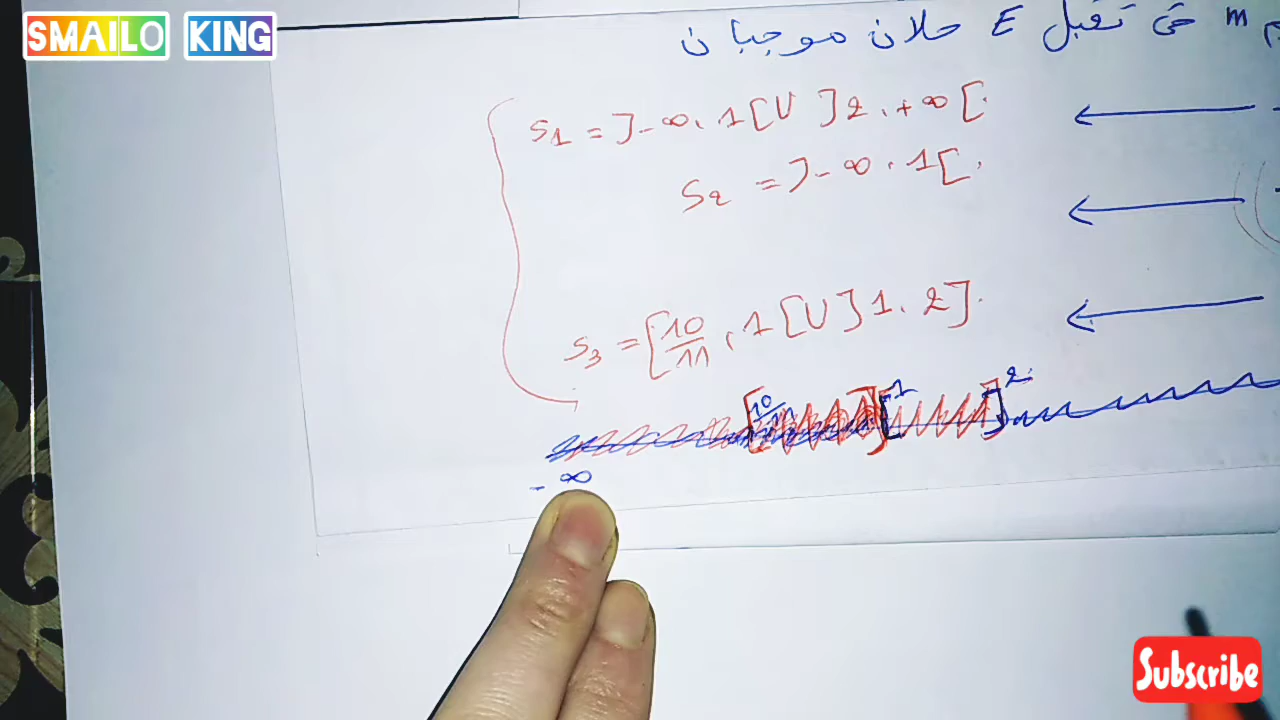 SMAILO KING
م m حتى تقبل E حلان موجبان
S1 = ]-∞, 1[ U ]2, +∞[.
S2 = ]-∞, 1[.
S3 = [10/11, 1[ U ]1, 2].
[10/11 ][ 1 ] 2
-∞
Subscribe